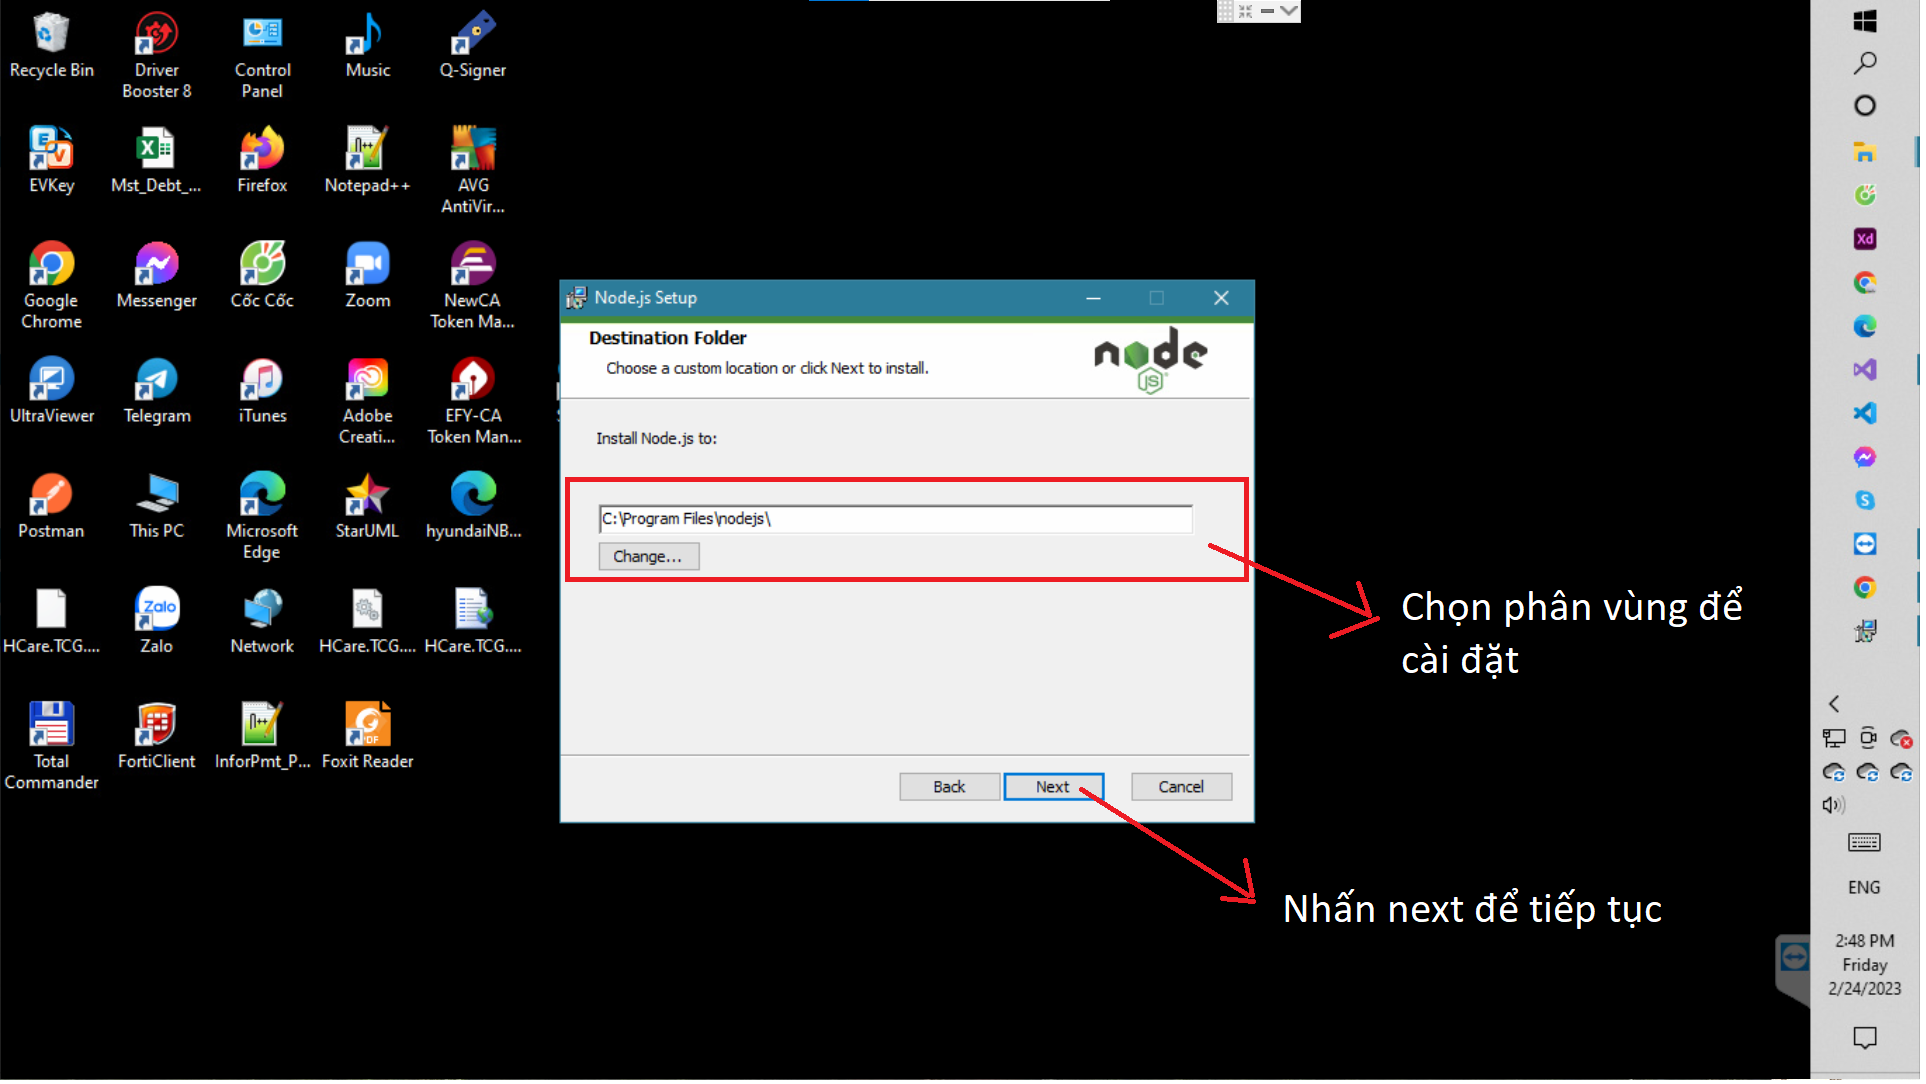 Recycle Bin
Driver
Booster 8
Control
Panel
Music
Q-Signer
EVKey
Mst_Debt_...
Firefox
Notepad++
AVG
AntiVir...
Google
Chrome
Messenger
Cốc Cốc
Zoom
NewCA
Token Ma...
UltraViewer
Telegram
iTunes
Adobe
Creati...
EFY-CA
Token Man...
Postman
This PC
Microsoft
Edge
StarUML
hyundaiNB...
HCare.TCG....
Zalo
Zalo
Network
HCare.TCG....
HCare.TCG....
Total
Commander
FortiClient
InforPmt_P...
Foxit Reader
Node.js Setup
Destination Folder
Choose a custom location or click Next to install.
node
JS
Install Node.js to:
C:\Program Files\nodejs\
Change...
Back
Next
Cancel
Chọn phân vùng để
cài đặt
Nhấn next để tiếp tục
Xd
ENG
2:48 PM
Friday
2/24/2023